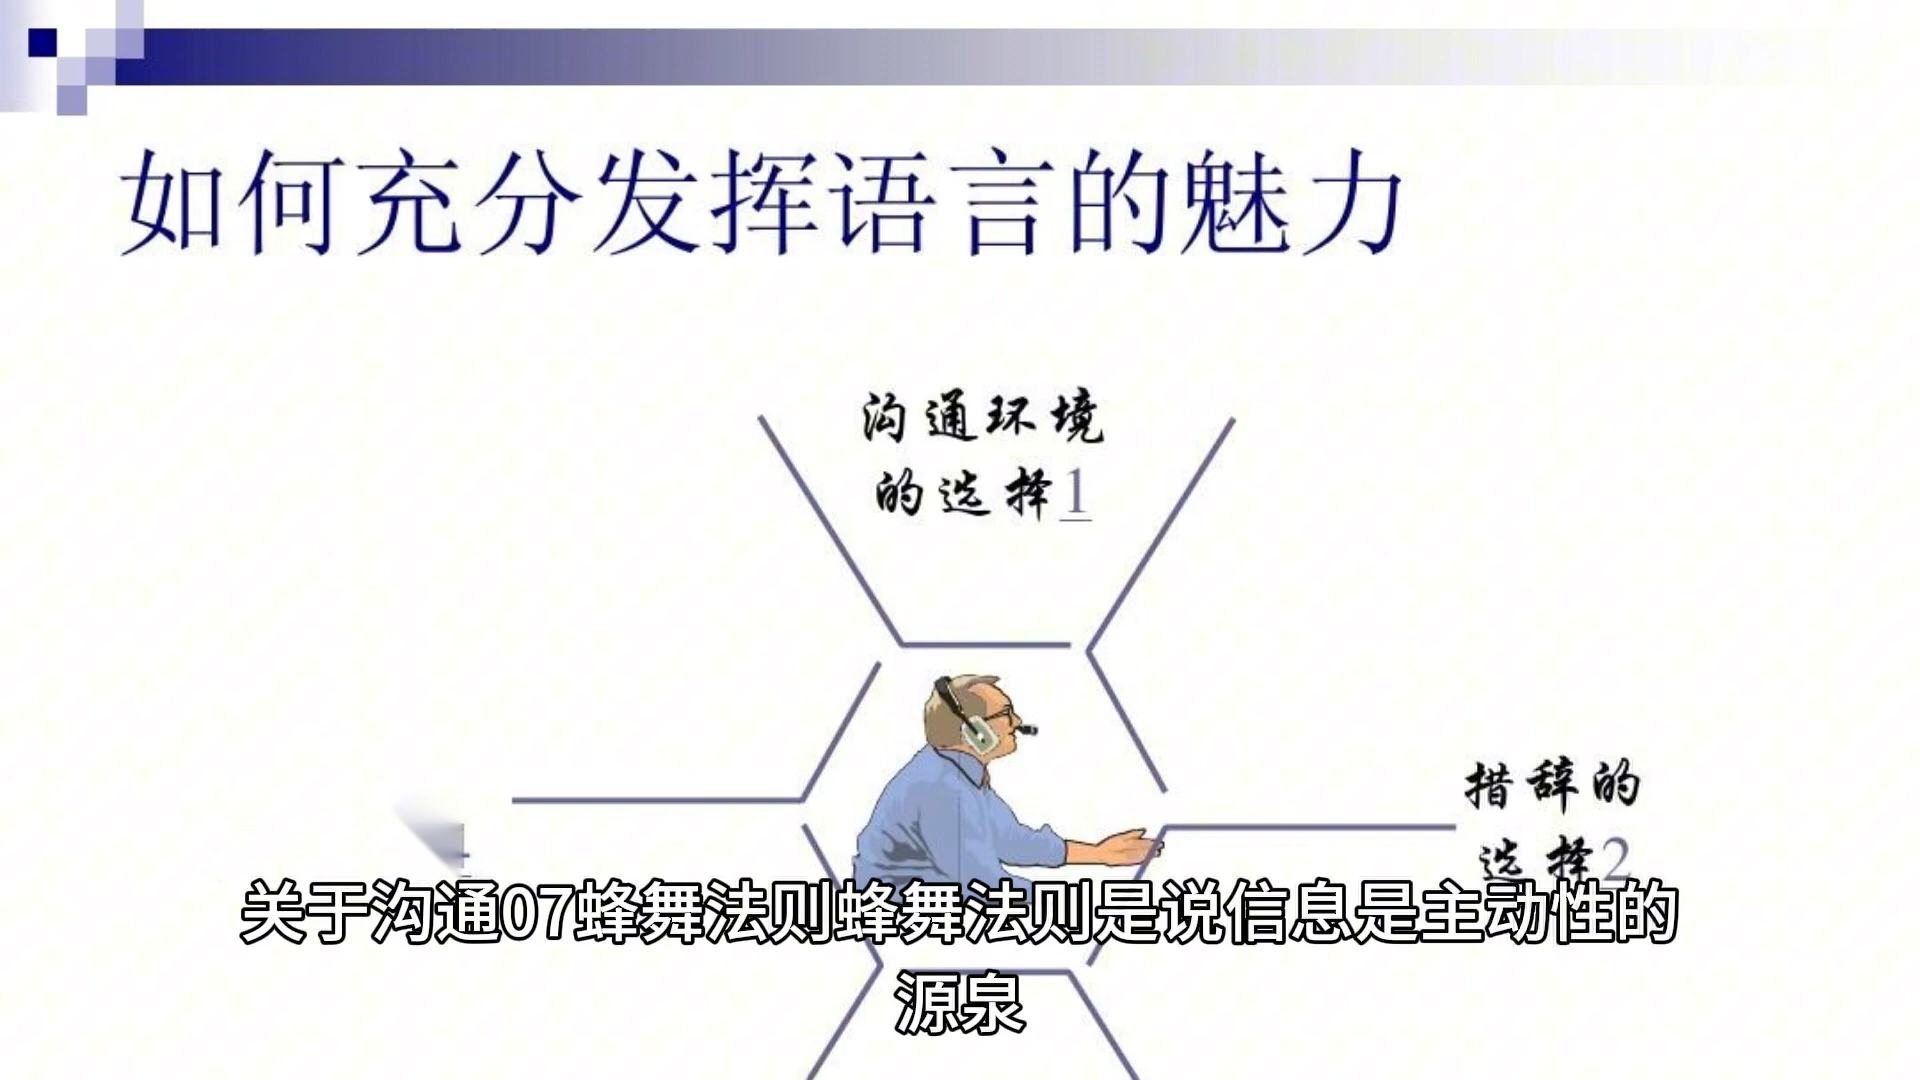 如何充分发挥语言的魅力
沟通环境
的选择1
措辞的
选择2
关于沟通07蜂舞法则蜂舞法则是说信息是主动性的
源泉